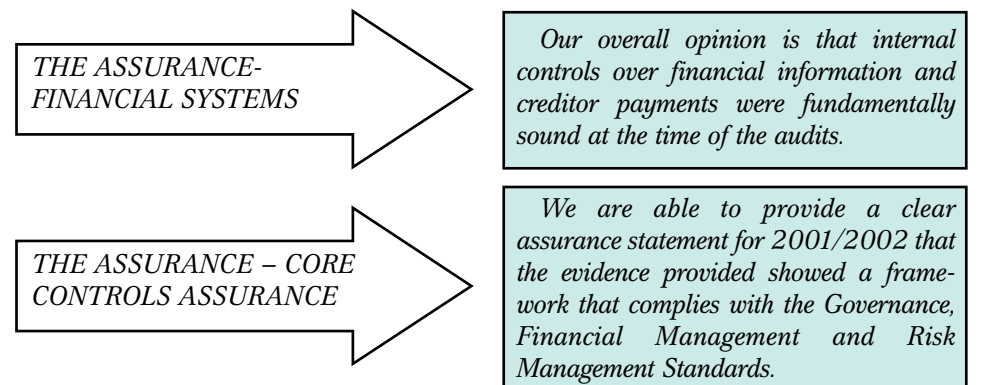 THE ASSURANCE-
FINANCIAL SYSTEMS
Our overall opinion is that internal
controls over financial information and
creditor payments were fundamentally
sound at the time of the audits.
THE ASSURANCE – CORE
CONTROLS ASSURANCE
We are able to provide a clear
assurance statement for 2001/2002 that
the evidence provided showed a frame-
work that complies with the Governance,
Financial Management and Risk
Management Standards.